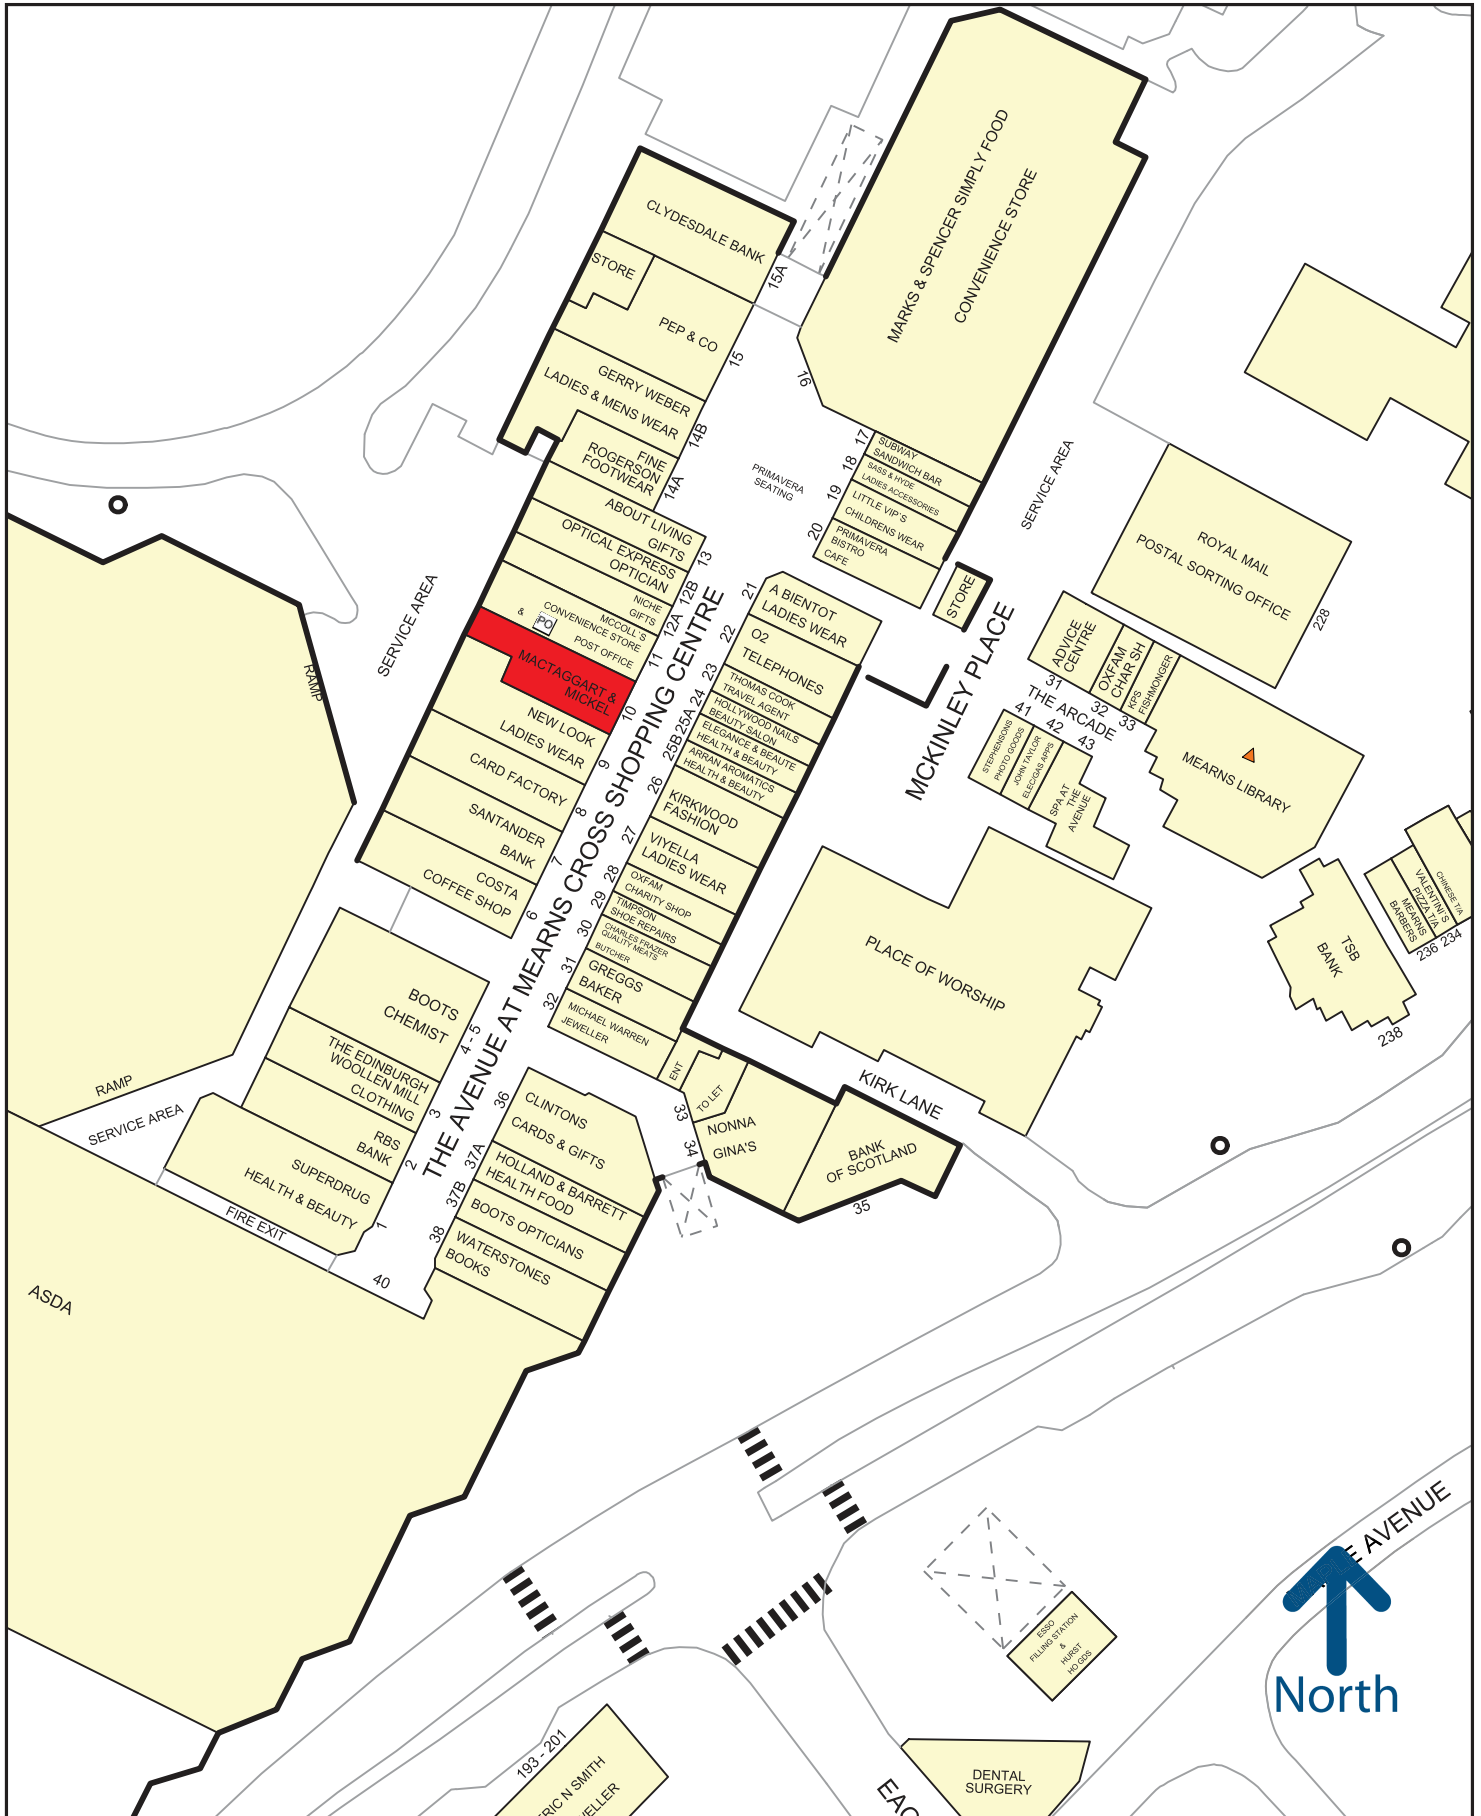 MARKS & SPENCER SIMPLY FOOD
CONVENIENCE STORE
CLYDESDALE BANK
15A
STORE
PEP & CO
15
16
GERRY WEBER
LADIES & MENS WEAR
14B
FINE
ROGERSON
FOOTWEAR
14A
PRIMAVERA
SEATING
17
SUBWAY
SANDWICH BAR
18
SASS & HYDE
LADIES ACCESSORIES
19
LITTLE VIP'S
CHILDRENS WEAR
20
PRIMAVERA
BISTRO
CAFE
SERVICE AREA
ABOUT LIVING
GIFTS
13
OPTICAL EXPRESS
OPTICIAN
12B
NICHE
GIFTS
12A
MCCOLL'S
CONVENIENCE STORE
&
PO
POST OFFICE
11
MACTAGGART &
MICKEL
10
NEW LOOK
LADIES WEAR
9
CARD FACTORY
8
SANTANDER
BANK
7
COSTA
COFFEE SHOP
6
SERVICE AREA
RAMP
THE AVENUE AT MEARNS CROSS SHOPPING CENTRE
21
A BIENTOT
LADIES WEAR
22
O2
TELEPHONES
23
THOMAS COOK
TRAVEL AGENT
24
HOLLYWOOD NAILS
BEAUTY SALON
25A
ELEGANCE & BEAUTE
HEALTH & BEAUTY
25B
ARRAN AROMATICS
HEALTH & BEAUTY
26
KIRKWOOD
FASHION
27
VIYELLA
LADIES WEAR
28
OXFAM
CHARITY SHOP
29
TIMPSON
SHOE REPAIRS
30
CHARLES FRAZER
QUALITY MEATS
BUTCHER
31
GREGGS
BAKER
32
MICHAEL WARREN
JEWELLER
STORE
MCKINLEY PLACE
ROYAL MAIL
POSTAL SORTING OFFICE
228
ADVICE
CENTRE
31
OXFAM
CHAR SH
32
KPS
FISHMONGER
33
THE ARCADE
41
42
43
STEPHENSONS
PHOTO GOODS
JOHN TAYLOR
ELEC/GAS APPS
SPA AT
THE
AVENUE
MEARNS LIBRARY
PLACE OF WORSHIP
TSB
BANK
238
CHINESE T/A
VALENTINI'S
PIZZA T/A
MEARNS
BARBERS
236
234
BOOTS
CHEMIST
4 - 5
THE EDINBURGH
WOOLLEN MILL
CLOTHING
3
RBS
BANK
2
SUPERDRUG
HEALTH & BEAUTY
1
RAMP
SERVICE AREA
FIRE EXIT
40
ASDA
36
CLINTONS
CARDS & GIFTS
37A
HOLLAND & BARRETT
HEALTH FOOD
37B
BOOTS OPTICIANS
38
WATERSTONES
BOOKS
ENT
TO LET
33
34
NONNA
GINA'S
BANK
OF SCOTLAND
35
KIRK LANE
AVENUE
North
ESSO
FILLING STATION
&
HURST
HO GDS
DENTAL
SURGERY
193 - 201
RIC N SMITH
ELLER
EAG